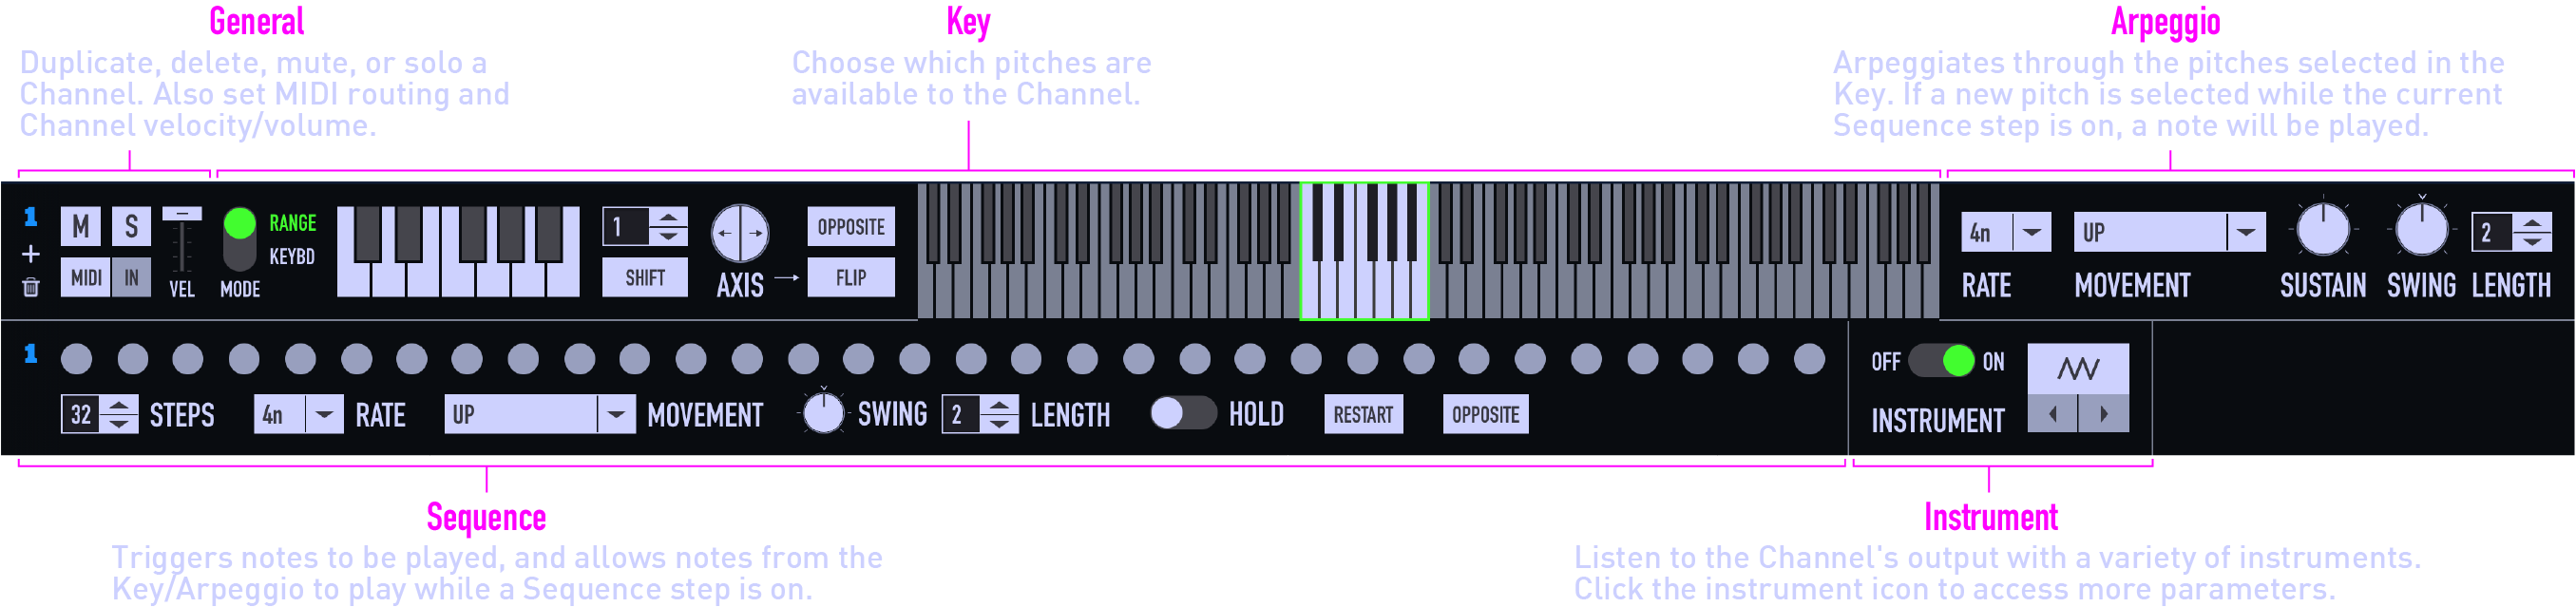 General
Duplicate, delete, mute, or solo a
Channel. Also set MIDI routing and
Channel velocity/volume.
Key
Choose which pitches are
available to the Channel.
Arpeggio
Arpeggiates through the pitches selected in the
Key. If a new pitch is selected while the current
Sequence step is on, a note will be played.
1
M S
MIDI IN
VEL
RANGE
KEYBD
MODE
1
SHIFT
AXIS
OPPOSITE
FLIP
4n
RATE
UP
MOVEMENT
SUSTAIN
SWING
2
LENGTH
1
32 STEPS
4n RATE
UP MOVEMENT
SWING
2 LENGTH
HOLD
RESTART
OPPOSITE
OFF ON
INSTRUMENT
Sequence
Triggers notes to be played, and allows notes from the
Key/Arpeggio to play while a Sequence step is on.
Instrument
Listen to the Channel's output with a variety of instruments.
Click the instrument icon to access more parameters.